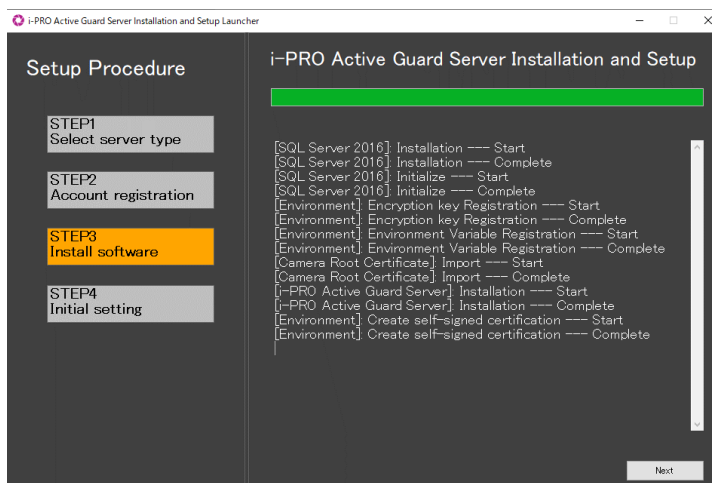 i-PRO Active Guard Server Installation and Setup Launcher
Setup Procedure
STEP1
Select server type
STEP2
Account registration
STEP3
Install software
STEP4
Initial setting
i-PRO Active Guard Server Installation and Setup
[SQL Server 2016]: Installation --- Start
[SQL Server 2016]: Installation --- Complete
[SQL Server 2016]: Initialize --- Start
[SQL Server 2016]: Initialize --- Complete
[Environment]: Encryption key Registration --- Start
[Environment]: Encryption key Registration --- Complete
[Environment]: Environment Variable Registration --- Start
[Environment]: Environment Variable Registration --- Complete
[Camera Root Certificate]: Import --- Start
[Camera Root Certificate]: Import --- Complete
[i-PRO Active Guard Server]: Installation --- Start
[i-PRO Active Guard Server]: Installation --- Complete
[Environment]: Create self-signed certification --- Start
[Environment]: Create self-signed certification --- Complete
Next